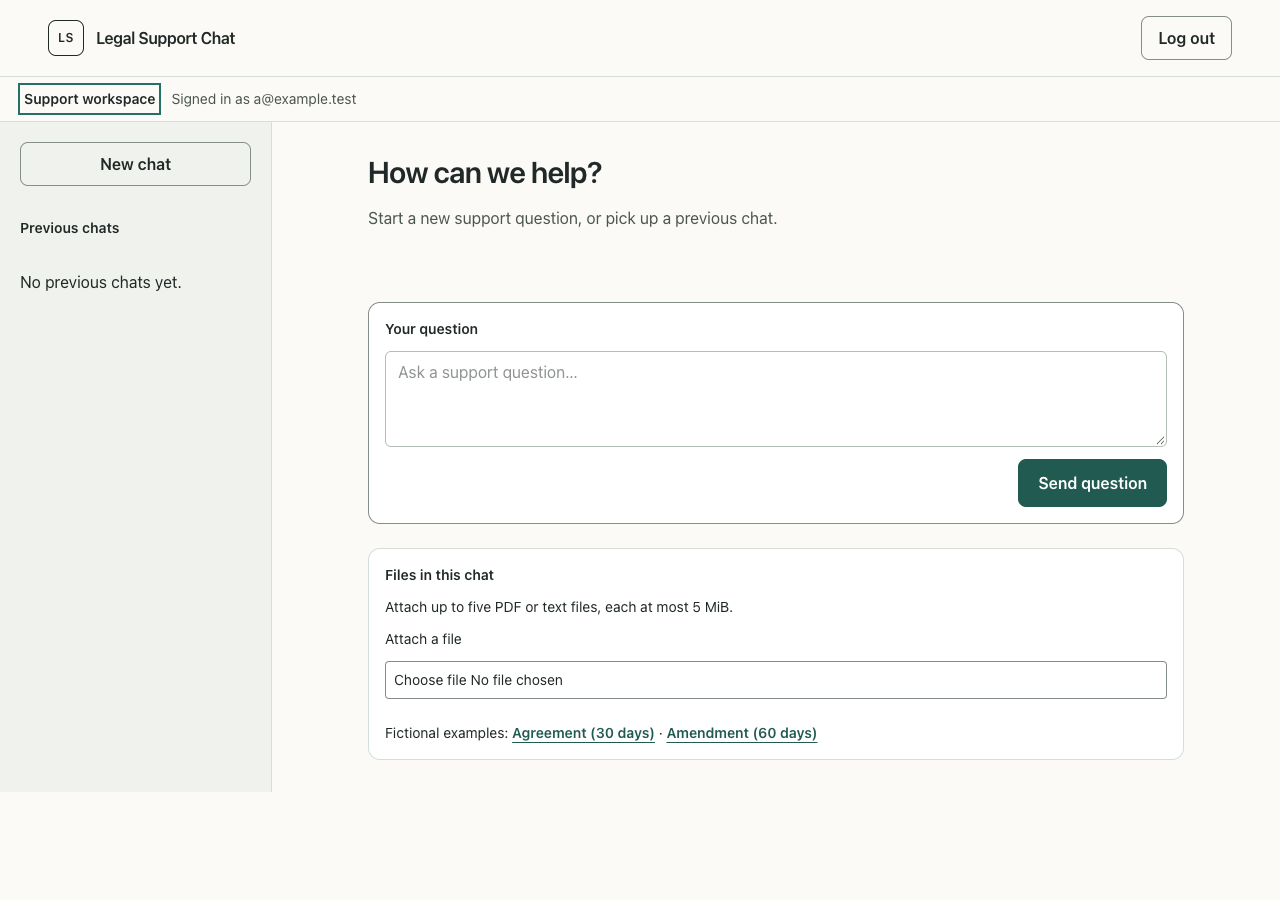 LS Legal Support Chat Log out
Support workspace Signed in as a@example.test
New chat
Previous chats
No previous chats yet.
How can we help?
Start a new support question, or pick up a previous chat.
Your question
Ask a support question...
Send question
Files in this chat
Attach up to five PDF or text files, each at most 5 MiB.
Attach a file
Choose file No file chosen
Fictional examples: Agreement (30 days) · Amendment (60 days)